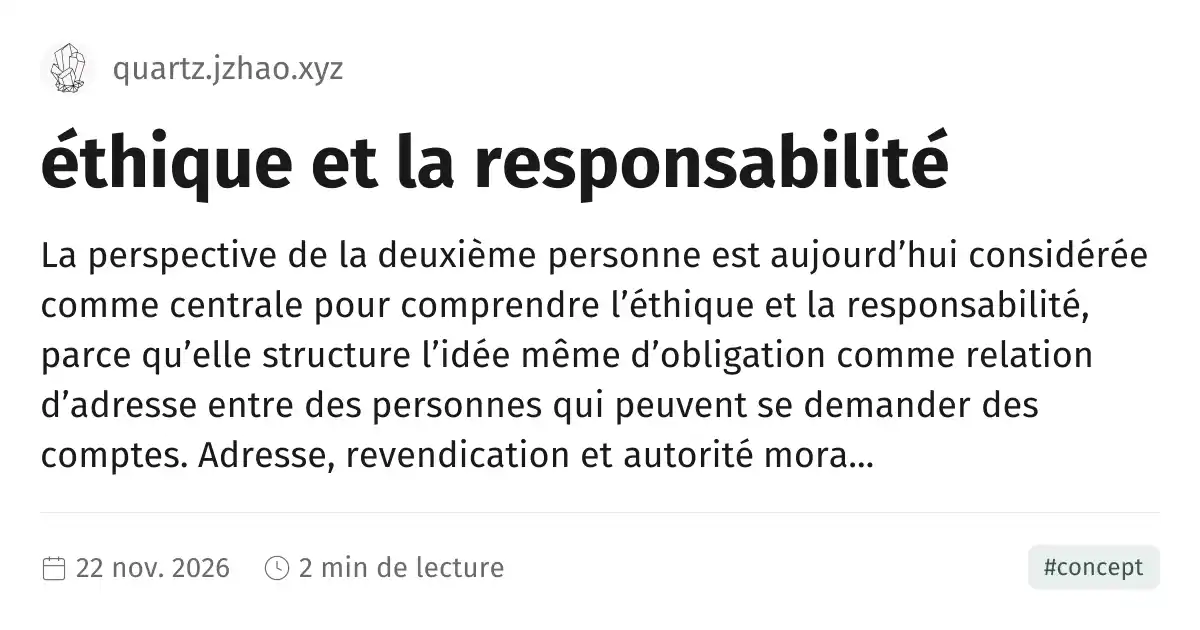 quartz.jzhao.xyz
éthique et la responsabilité
La perspective de la deuxième personne est aujourd’hui considérée
comme centrale pour comprendre l’éthique et la responsabilité,
parce qu’elle structure l’idée même d’obligation comme relation
d’adresse entre des personnes qui peuvent se demander des
comptes. Adresse, revendication et autorité mora...
22 nov. 2026 2 min de lecture #concept